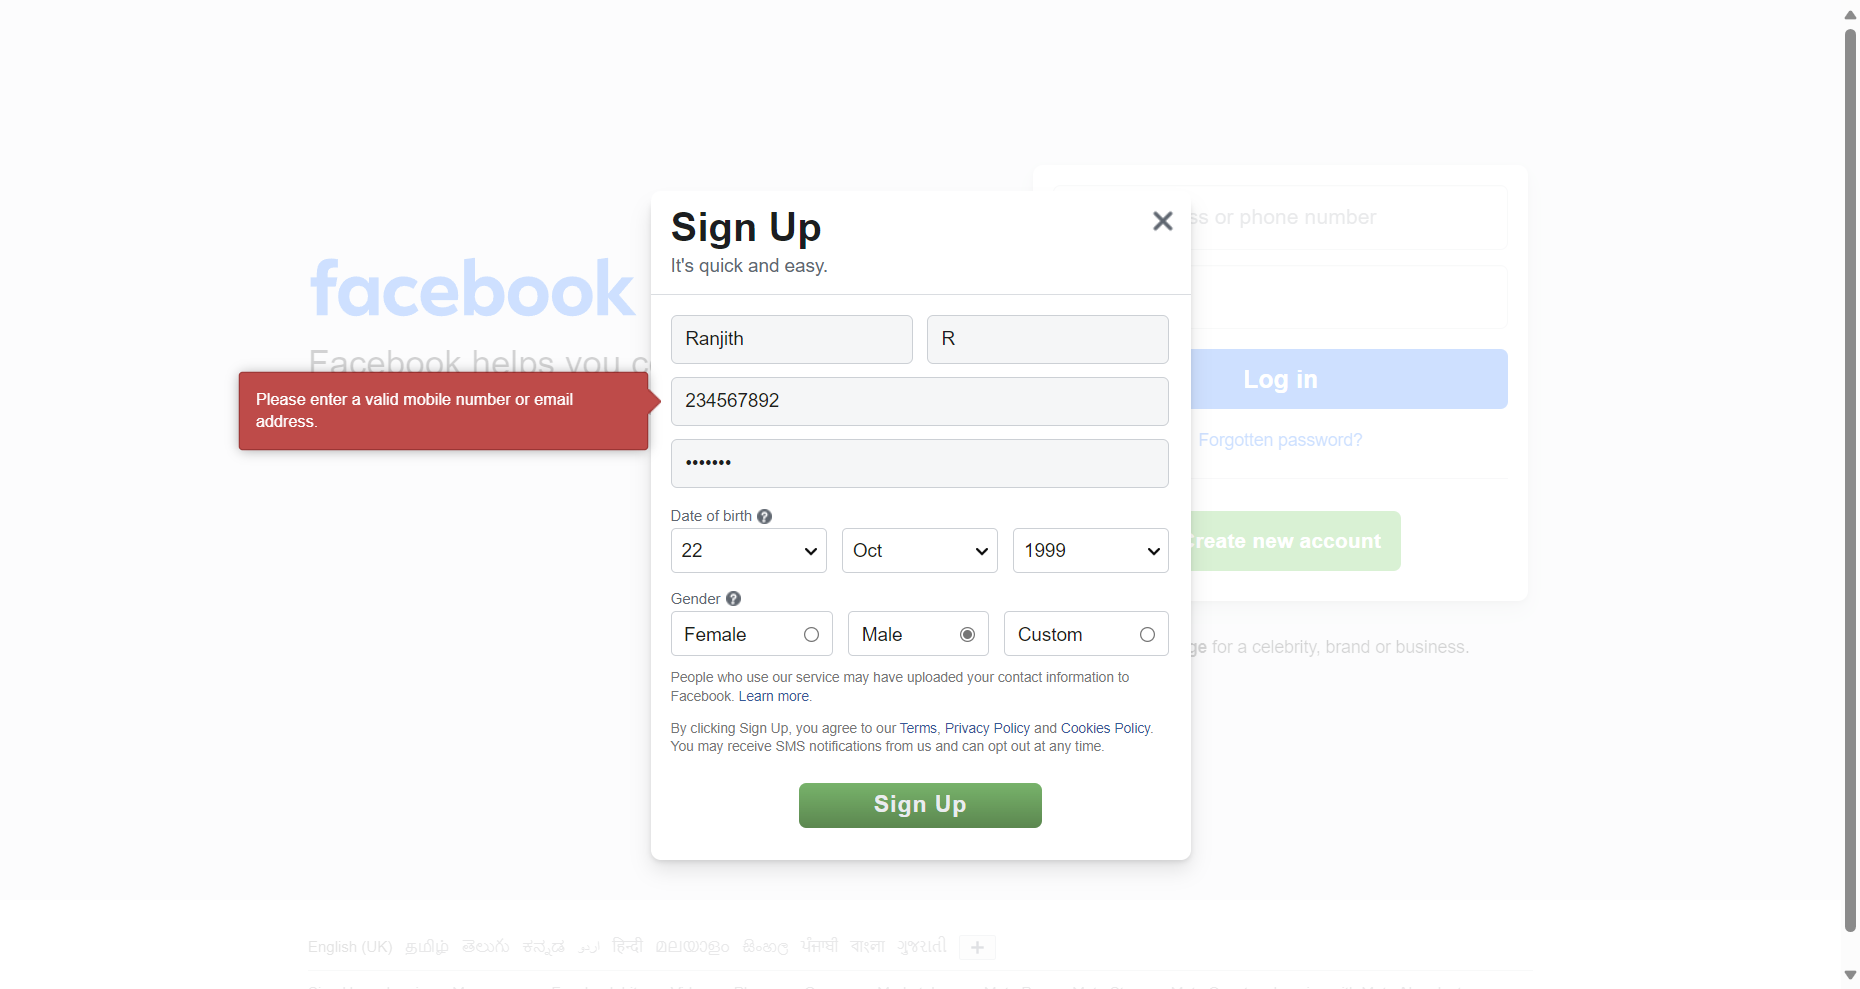 Sign Up
It's quick and easy.
ss or phone number
facebook
Facebook helps you c
Ranjith
R
Please enter a valid mobile number or email
address.
234567892
Log in
•••••••
Forgotten password?
Date of birth ?
22
Oct
1999
Create new account
Gender ?
Female
Male
Custom
ge for a celebrity, brand or business.
People who use our service may have uploaded your contact information to
Facebook. Learn more.
By clicking Sign Up, you agree to our Terms, Privacy Policy and Cookies Policy.
You may receive SMS notifications from us and can opt out at any time.
Sign Up
English (UK) தமிழ் తెలుగు ಕನ್ನಡ اردو हिन्दी മലയാളം සිංහල ਪੰਜਾਬੀ বাংলা ગુજરાતી +